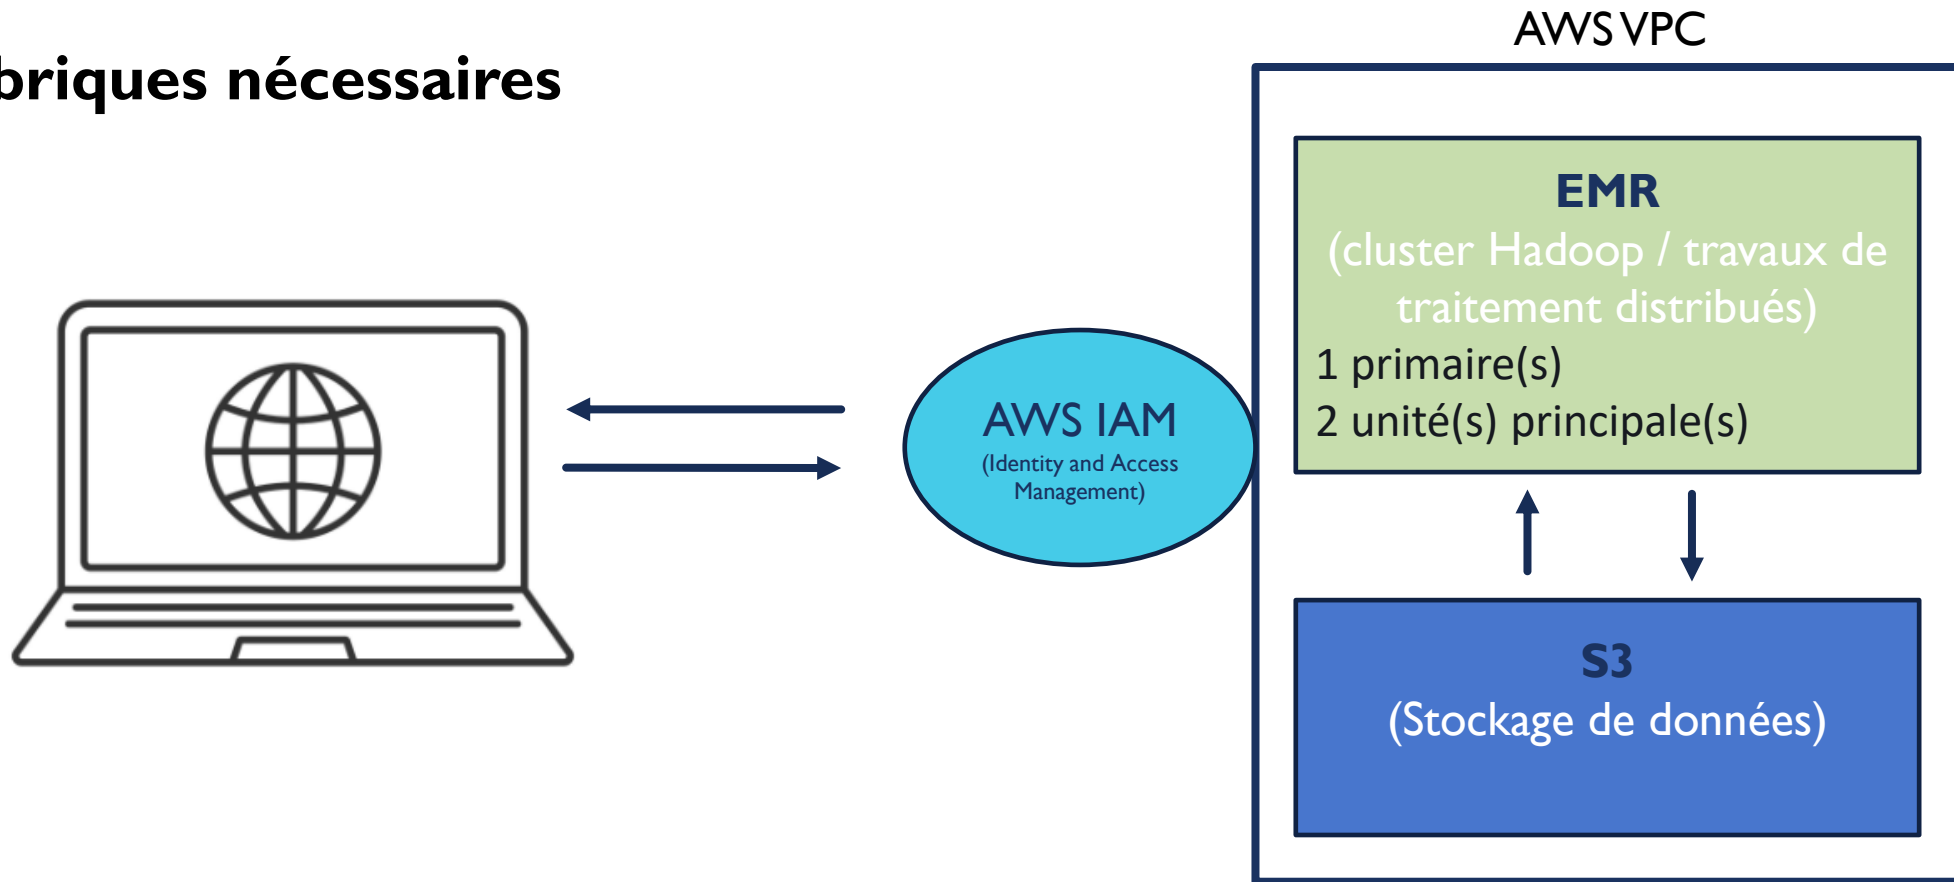 briques nécessaires
AWS VPC
EMR
(cluster Hadoop / travaux de
traitement distribués)
1 primaire(s)
2 unité(s) principale(s)
AWS IAM
(Identity and Access
Management)
S3
(Stockage de données)